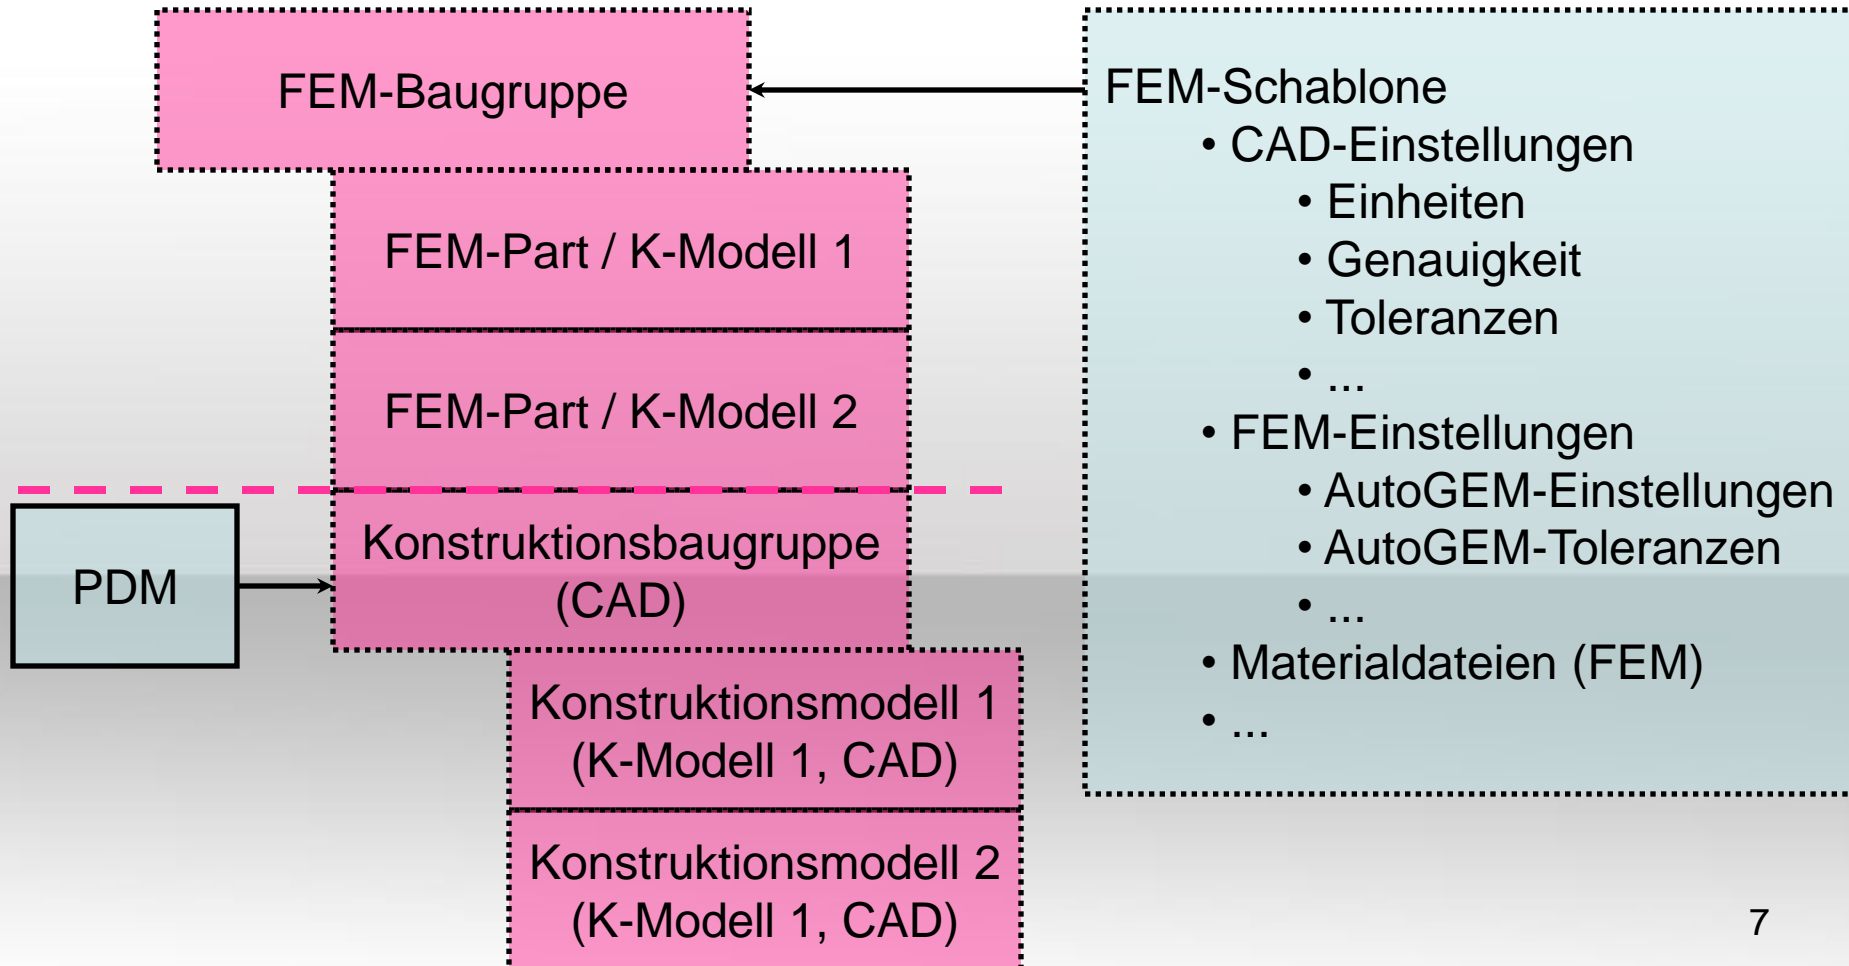 FEM-Baugruppe
FEM-Part / K-Modell 1
FEM-Part / K-Modell 2
PDM
Konstruktionsbaugruppe
(CAD)
Konstruktionsmodell 1
(K-Modell 1, CAD)
Konstruktionsmodell 2
(K-Modell 1, CAD)
FEM-Schablone
• CAD-Einstellungen
• Einheiten
• Genauigkeit
• Toleranzen
• ...
• FEM-Einstellungen
• AutoGEM-Einstellungen
• AutoGEM-Toleranzen
• ...
• Materialdateien (FEM)
• ...
7